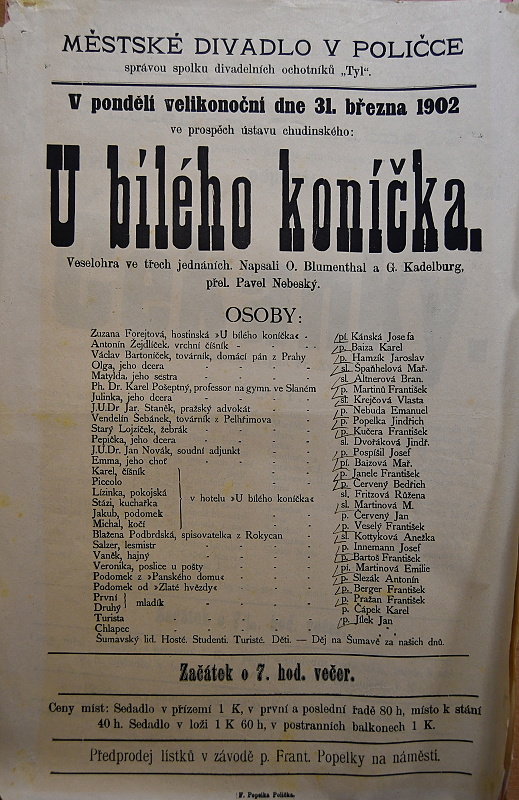 MĚSTSKÉ DIVADLO V POLIČCE
správou spolku divadelních ochotníků „Tyl“.
V pondělí velikonoční dne 31. března 1902
ve prospěch ústavu chudinského:
U bílého koníčka.
Veselohra ve třech jednáních. Napsali O. Blumenthal a G. Kadelburg,
přel. Pavel Nebeský.
OSOBY:
Zuzana Forejtová, hostinská »U bílého koníčka« - pí. Kánská Josefa
Antonín Žejdlíček, vrchní číšník - - - p. Baiza Karel
Václav Bartoníček, továrník, domácí pán z Prahy p. Hamzík Jaroslav
Olga, jeho dcera - - - - sl. Špaňhelová Mař.
Matylda, jeho sestra - - - - sl. Altnerová Bran.
Ph. Dr. Karel Pošeptný, professor na gymn. ve Slaném p. Martinů František
Julinka, jeho dcera - - - - sl. Krejčová Vlasta
J.U.Dr Jar. Staněk, pražský advokát - - - p. Nebuda Emanuel
Vendelín Šebánek, továrník z Pelhřimova - - p. Popelka Jindřich
Starý Lojzíček, žebrák - - - - p. Kučera František
Pepička, jeho dcera - - - - sl. Dvořáková Jindř.
J.U.Dr. Jan Novák, soudní adjunkt - - - p. Pospíšil Josef
Emma, jeho choť - - - - pí. Baizová Mař.
Karel, číšník p. Janele František
Piccolo p. Červený Bedřich
Lízinka, pokojská sl. Fritzová Růžena
Stázi, kuchařka v hotelu »U bílého koníčka« sl. Martinová M.
Jakub, podomek p. Červený Jan
Michal, kočí p. Veselý František
Blažena Podbrdská, spisovatelka z Rokycan - sl. Kottyková Anežka
Salzer, lesmistr - - - - p. Innemann Josef
Vaněk, hajný - - - - p. Bartoš František
Veronika, poslice u pošty - - - pí. Martinová Emilie
Podomek z »Panského domu« - - - p. Slezák Antonín
Podomek od »Zlaté hvězdy« - - - p. Berger František
První mladík - - - - p. Pražan František
Druhý p. Čápek Karel
Turista - - - - p. Jílek Jan
Chlapec - - - -
Šumavský lid. Hosté. Studenti. Turisté. Děti. — Děj na Šumavě za našich dnů.
Začátek o 7. hod. večer.
Ceny míst: Sedadlo v přízemí 1 K, v první a poslední řadě 80 h, místo k stání
40 h. Sedadlo v loži 1 K 60 h, v postranních balkonech 1 K.
Předprodej lístků v závodě p. Frant. Popelky na náměstí.
F. Popelka Polička.